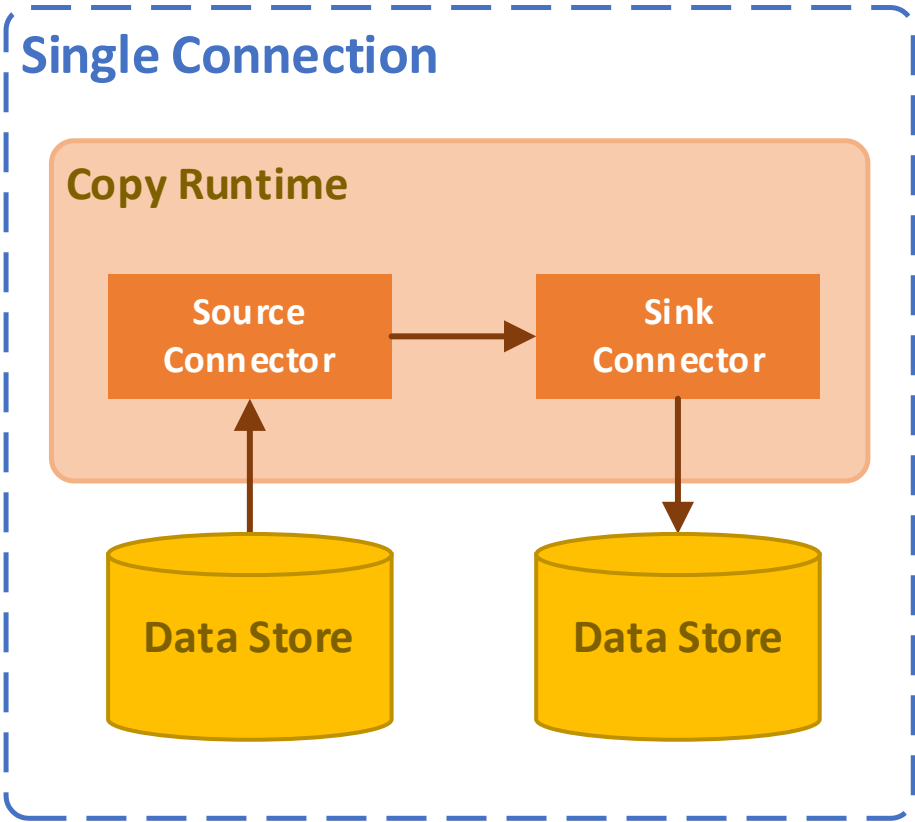 Single Connection
Copy Runtime
Source
Connector
Sink
Connector
Data Store
Data Store